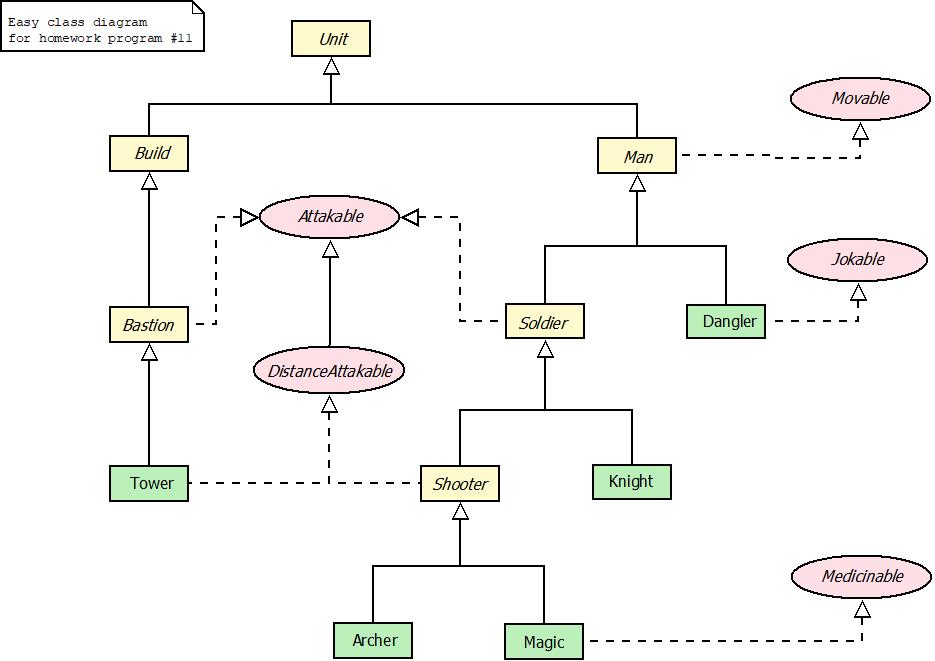 Easy class diagram
for homework program #11
Unit
Movable
Build
Man
Attakable
Jokable
Bastion
Soldier
Dangler
DistanceAttakable
Tower
Shooter
Knight
Medicinable
Archer
Magic